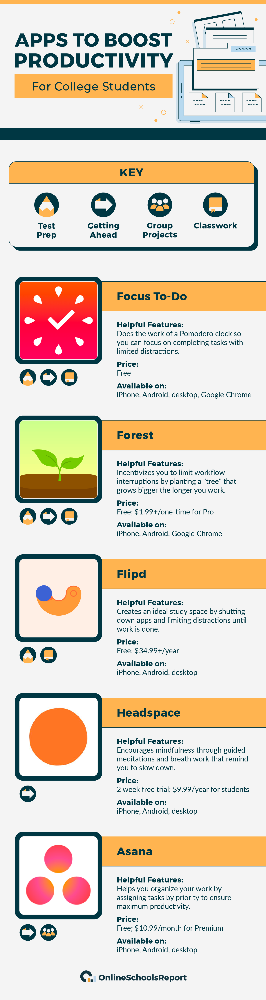 APPS TO BOOST
PRODUCTIVITY
For College Students
KEY
Test
Prep
Getting
Ahead
Group
Projects
Classwork
Focus To-Do
Helpful Features:
Does the work of a Pomodoro clock so
you can focus on completing tasks with
limited distractions.
Price:
Free
Available on:
iPhone, Android, desktop, Google Chrome
Forest
Helpful Features:
Incentivizes you to limit workflow
interruptions by planting a "tree" that
grows bigger the longer you work.
Price:
Free; $1.99+/one-time for Pro
Available on:
iPhone, Android, Google Chrome
Flipd
Helpful Features:
Creates an ideal study space by shutting
down apps and limiting distractions until
work is done.
Price:
Free; $34.99+/year
Available on:
iPhone, Android, desktop
Headspace
Helpful Features:
Encourages mindfulness through guided
meditations and breath work that remind
you to slow down.
Price:
2 week free trial; $9.99/year for students
Available on:
iPhone, Android, desktop
Asana
Helpful Features:
Helps you organize your work by
assigning tasks by priority to ensure
maximum productivity.
Price:
Free; $10.99/month for Premium
Available on:
iPhone, Android, desktop
OnlineSchoolsReport